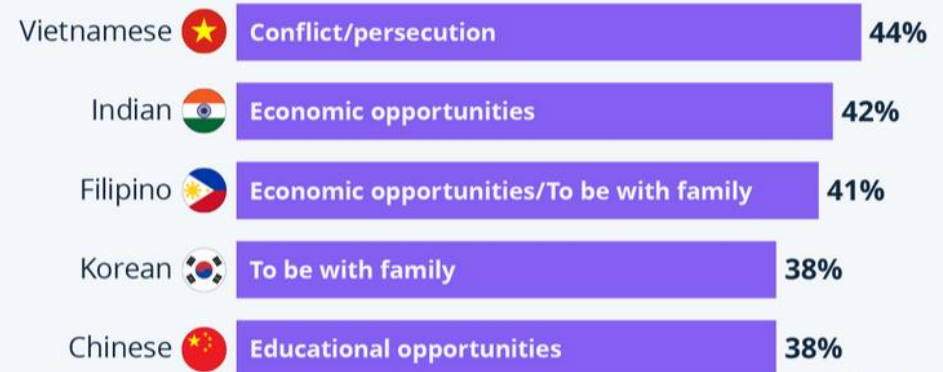 Vietnamese Conflict/persecution 44%
Indian Economic opportunities 42%
Filipino Economic opportunities/To be with family 41%
Korean To be with family 38%
Chinese Educational opportunities 38%